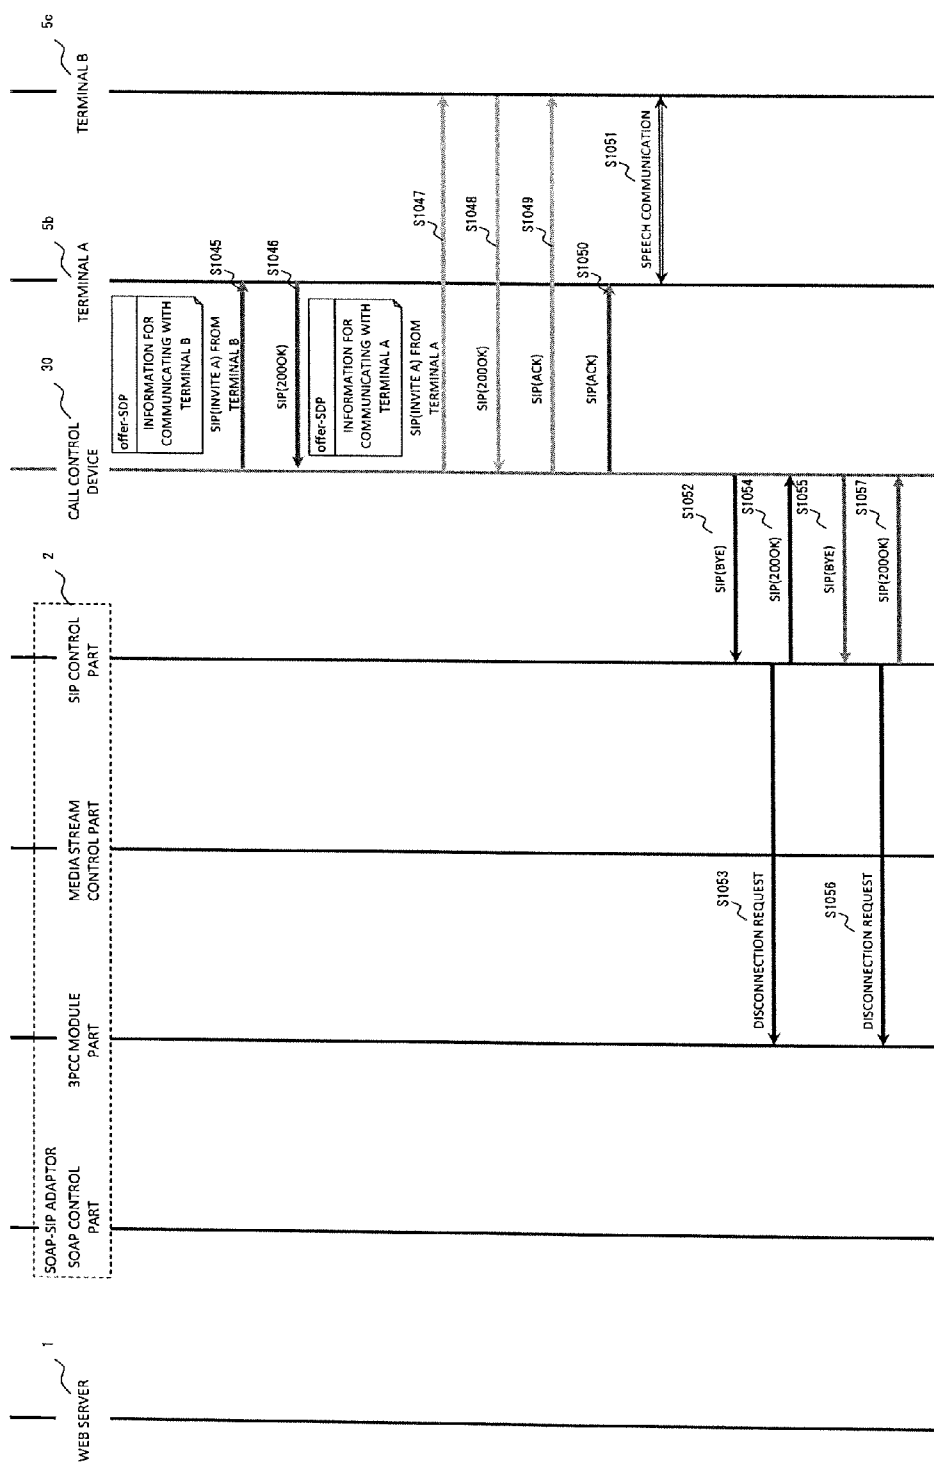 WEB SERVER
1
SOAP-SIP ADAPTOR
2
SOAP CONTROL
PART
3PCC MODULE
PART
MEDIA STREAM
CONTROL PART
SIP CONTROL
PART
CALL CONTROL
DEVICE
30
TERMINAL A
5b
TERMINAL B
5c
offer-SDP
INFORMATION FOR
COMMUNICATING WITH
TERMINAL B
SIP(INVITE A) FROM
TERMINAL B
S1045
SIP(200OK)
S1046
offer-SDP
INFORMATION FOR
COMMUNICATING WITH
TERMINAL A
SIP(INVITE A) FROM
TERMINAL A
S1047
SIP(200OK)
S1048
SIP(ACK)
S1049
SIP(ACK)
S1050
SPEECH COMMUNICATION
S1051
SIP(BYE)
S1052
DISCONNECTION REQUEST
S1053
SIP(200OK)
S1054
SIP(BYE)
S1055
DISCONNECTION REQUEST
S1056
SIP(200OK)
S1057